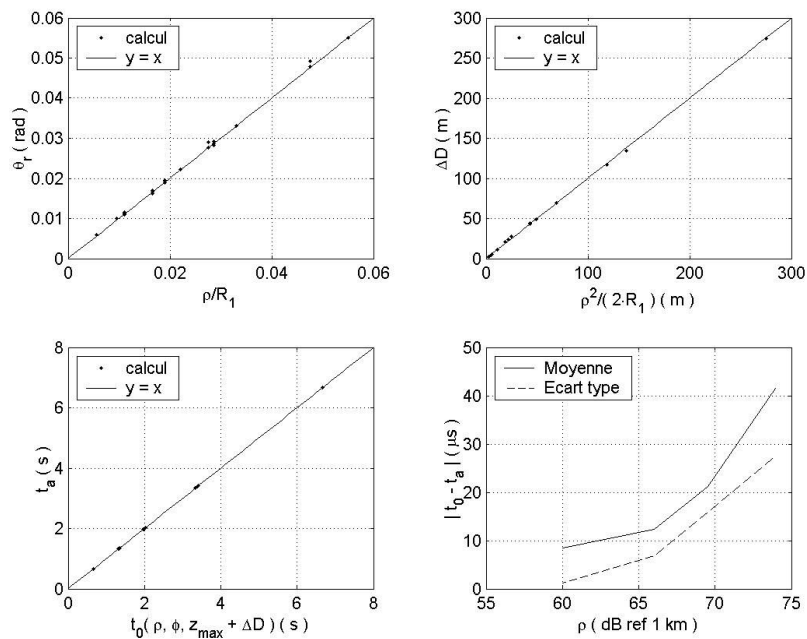 0.06
0.05
0.04
0.03
0.02
0.01
0
θr ( rad )
calcul
y = x
0
0.02
0.04
0.06
ρ/R1
300
250
200
150
100
50
0
ΔD ( m )
calcul
y = x
0
100
200
300
ρ²/( 2·R1 ) ( m )
8
6
4
2
0
ta ( s )
calcul
y = x
0
2
4
6
8
t0( ρ, ϕ, zmax + ΔD ) ( s )
50
40
30
20
10
0
| t0 - ta | ( μs )
Moyenne
Ecart type
55
60
65
70
75
ρ ( dB ref 1 km )